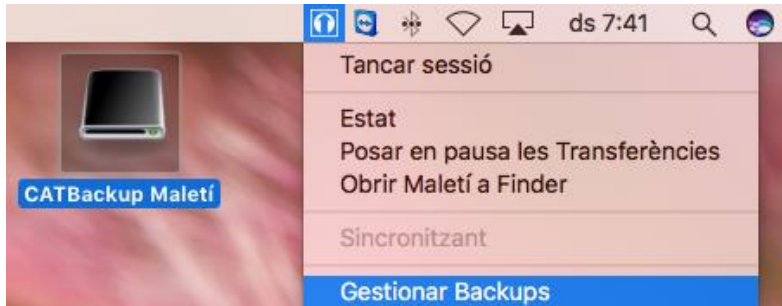 ds 7:41
Tancar sessió
Estat
Posar en pausa les Transferències
Obrir Maletí a Finder
CATBackup Maletí
Sincronitzant
Gestionar Backups